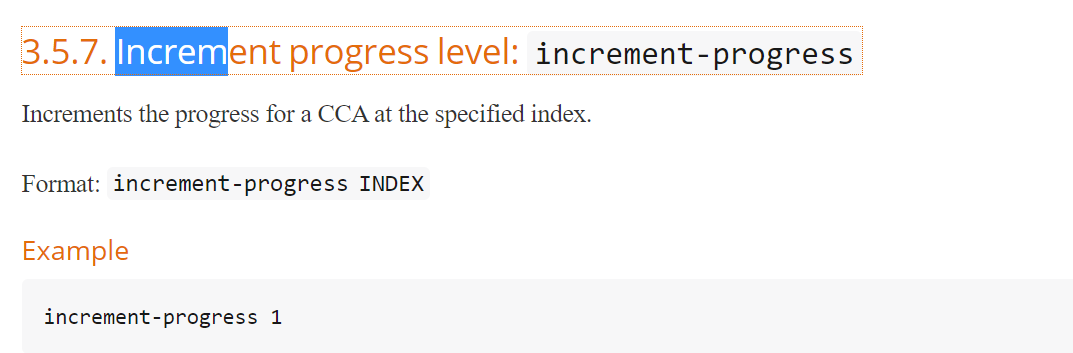 3.5.7. Increment progress level: increment-progress
Increments the progress for a CCA at the specified index.
Format: increment-progress INDEX
Example
increment-progress 1